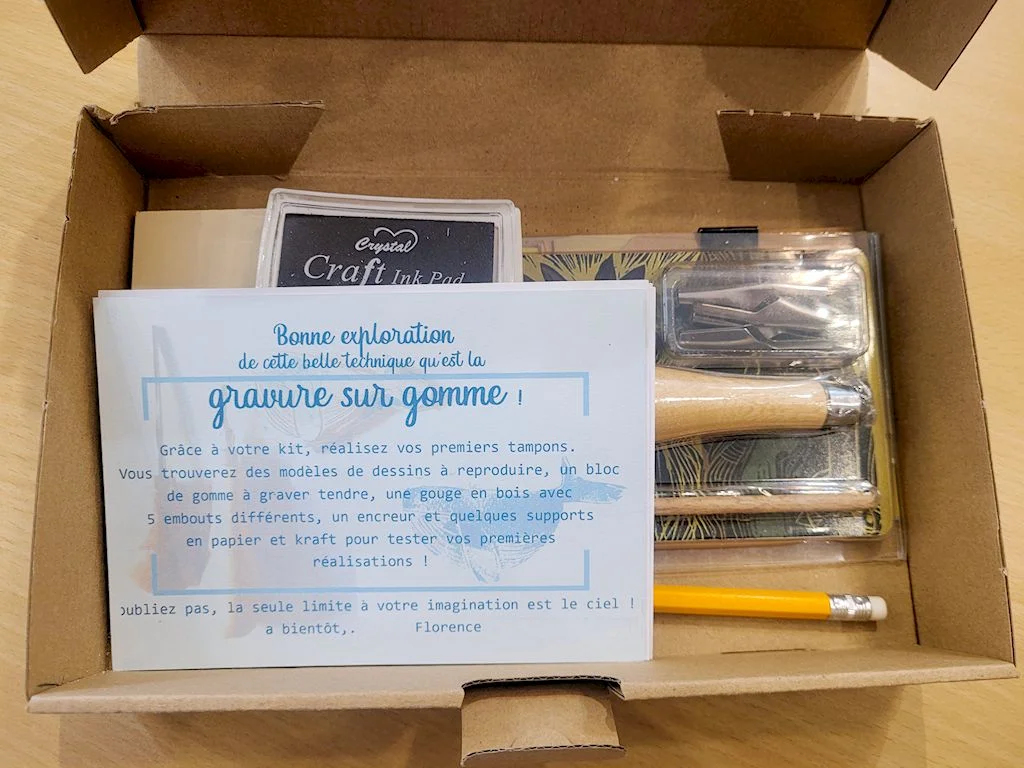 Crystal
Craft Ink Pad
Bonne exploration
de cette belle technique qu'est la
gravure sur gomme !
Grâce à votre kit, réalisez vos premiers tampons.
Vous trouverez des modèles de dessins à reproduire, un bloc
de gomme à graver tendre, une gouge en bois avec
5 embouts différents, un encreur et quelques supports
en papier et kraft pour tester vos premières
réalisations !
oubliez pas, la seule limite à votre imagination est le ciel !
a bientôt,. Florence